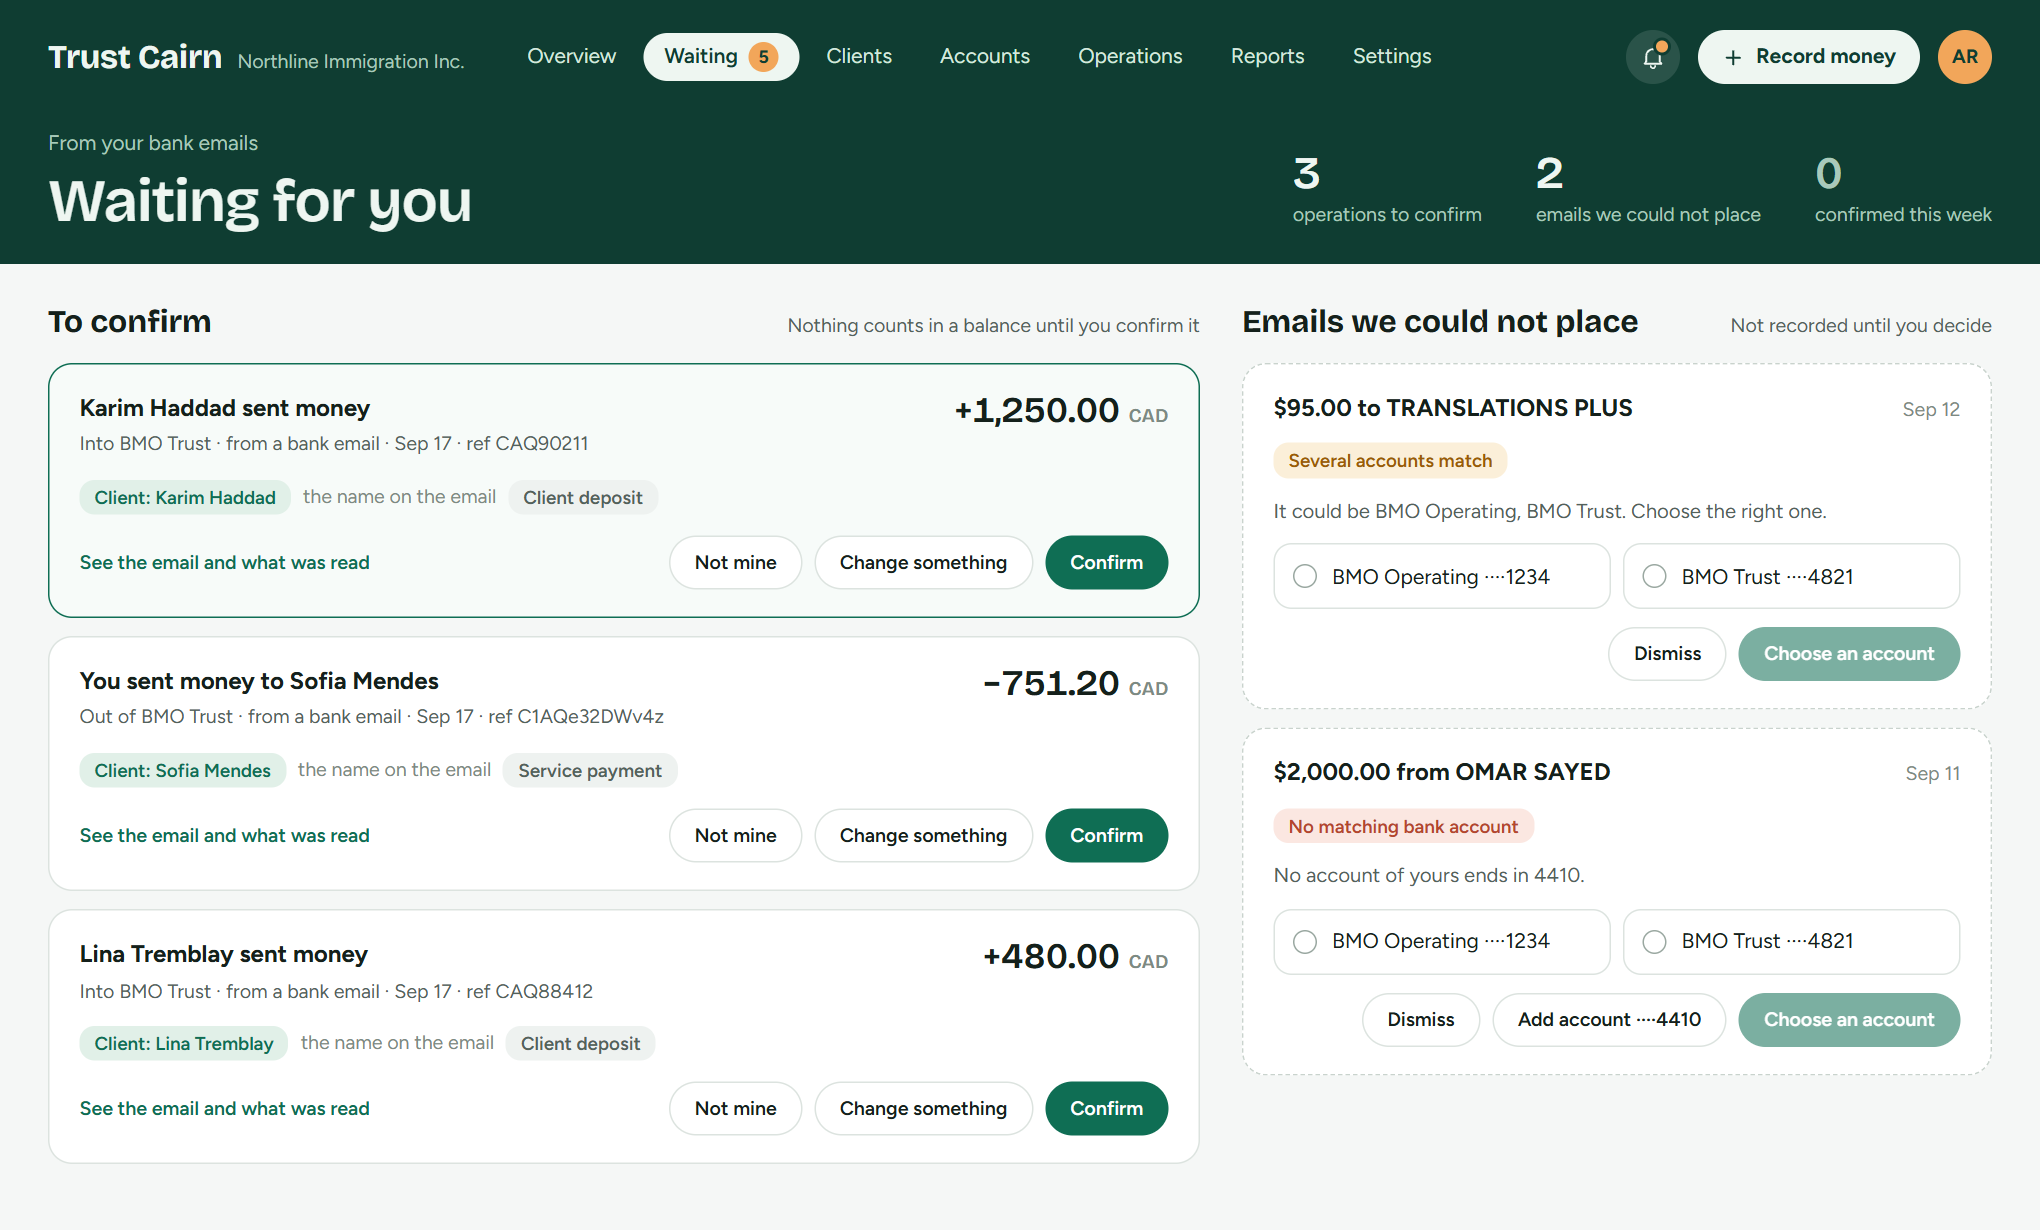 Trust Cairn Northline Immigration Inc. Overview Waiting 5 Clients Accounts Operations Reports Settings + Record money AR
From your bank emails
Waiting for you
3 operations to confirm
2 emails we could not place
0 confirmed this week
To confirm Nothing counts in a balance until you confirm it
Karim Haddad sent money +1,250.00 CAD
Into BMO Trust · from a bank email · Sep 17 · ref CAQ90211
Client: Karim Haddad the name on the email Client deposit
See the email and what was read Not mine Change something Confirm
You sent money to Sofia Mendes −751.20 CAD
Out of BMO Trust · from a bank email · Sep 17 · ref C1AQe32DWv4z
Client: Sofia Mendes the name on the email Service payment
See the email and what was read Not mine Change something Confirm
Lina Tremblay sent money +480.00 CAD
Into BMO Trust · from a bank email · Sep 17 · ref CAQ88412
Client: Lina Tremblay the name on the email Client deposit
See the email and what was read Not mine Change something Confirm
Emails we could not place Not recorded until you decide
$95.00 to TRANSLATIONS PLUS Sep 12
Several accounts match
It could be BMO Operating, BMO Trust. Choose the right one.
BMO Operating ····1234 BMO Trust ····4821
Dismiss Choose an account
$2,000.00 from OMAR SAYED Sep 11
No matching bank account
No account of yours ends in 4410.
BMO Operating ····1234 BMO Trust ····4821
Dismiss Add account ····4410 Choose an account